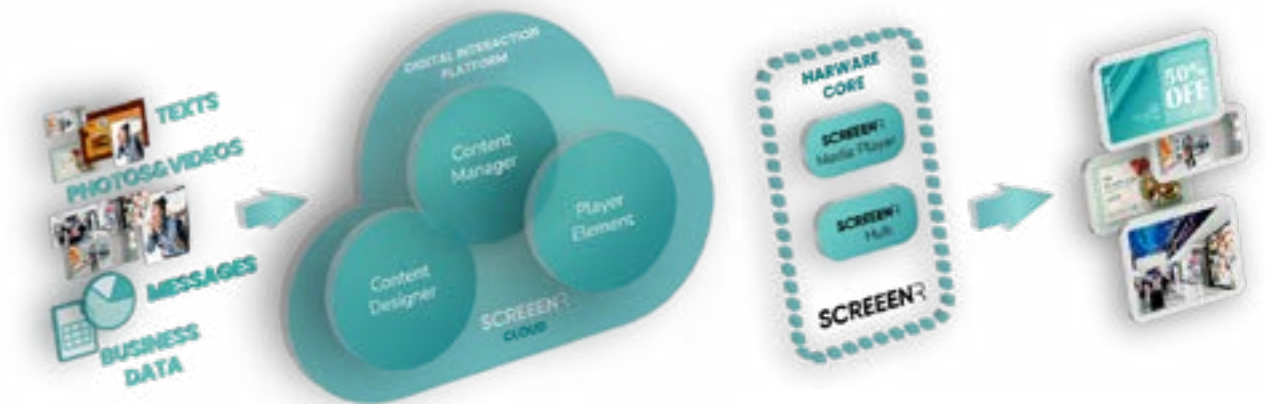 TEXTS
PHOTOS&VIDEOS
MESSAGES
BUSINESS
DATA
DIGITAL INTERACTION
PLATFORM
Content
Manager
Player
Element
Content
Designer
SCREEENR
CLOUD
HARWARE
CORE
SCREEENR
Media Player
SCREEENR
Hub
SCREEENR
50%
OFF